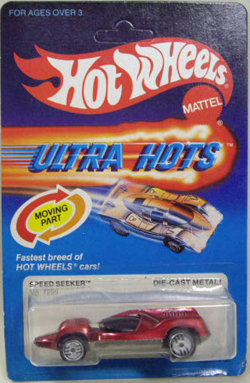 FOR AGES OVER 3.
Hot Wheels®
MATTEL
ULTRA HOTS™
MOVING
PART
Fastest breed of
HOT WHEELS® cars!
SPEED SEEKER™ DIE-CAST METAL!